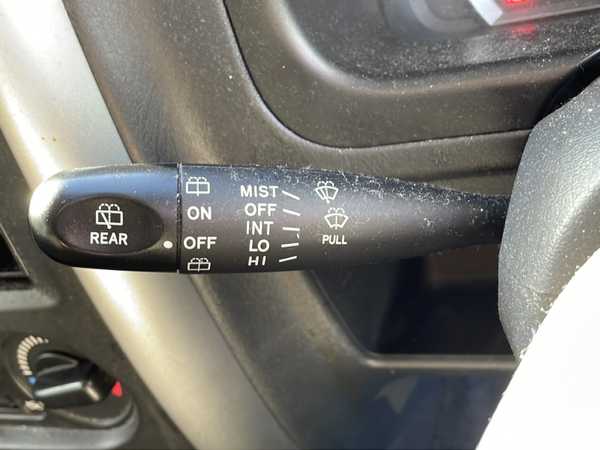 REAR
ON
OFF
MIST
OFF
INT
LO
HI
PULL